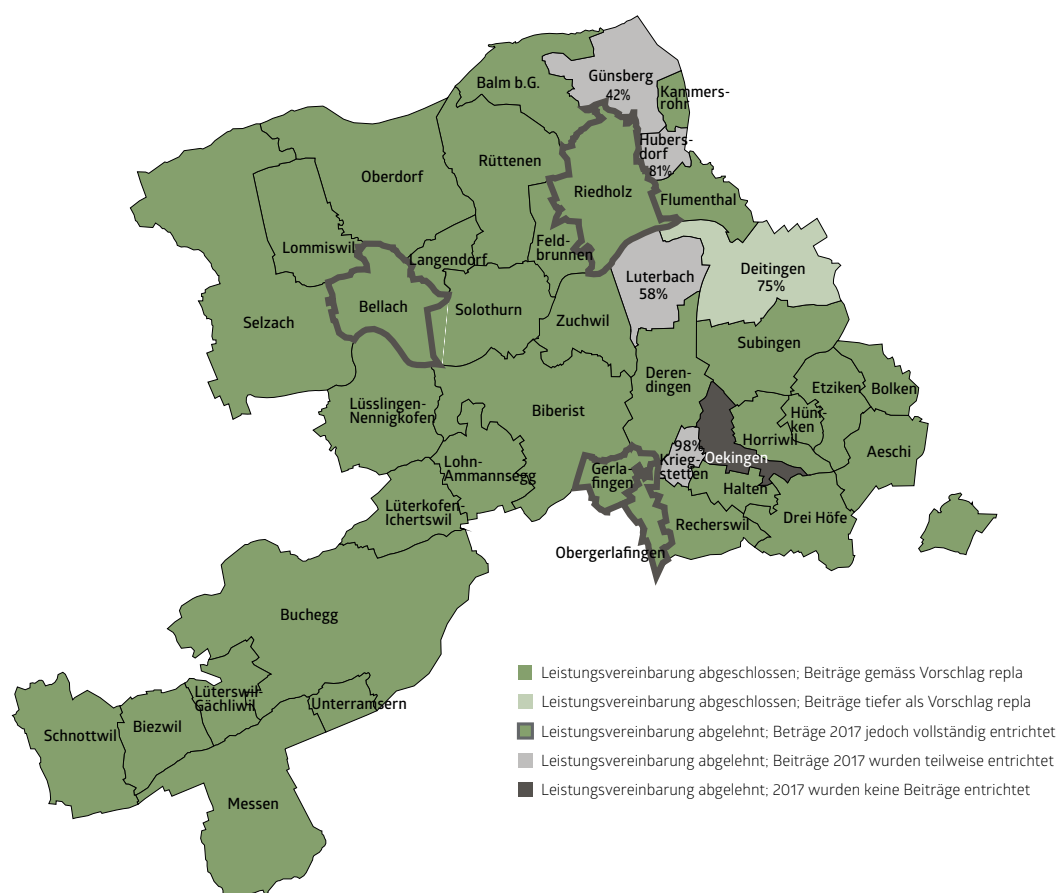 Günsberg
42%
Balm b.G.
Kammers-
rohr
Hubers-
dorf
81%
Rüttenen
Oberdorf
Riedholz
Flumenthal
Lommiswil
Langendorf
Feld-
brunnen
Luterbach
58%
Deitingen
75%
Bellach
Solothurn
Zuchwil
Selzach
Subingen
Deren-
dingen
Etziken
Bolken
Lüsslingen-
Nennigkofen
Biberist
Hüni-
ken
Horriwil
Aeschi
98%
Krieg-
stetten
Oekingen
Lohn-
Ammannsegg
Gerla-
fingen
Halten
Lüterkofen-
Ichertswil
Recherswil
Drei Höfe
Obergerlafingen
Buchegg
Lüterswil-
Gächliwil
Unterramsern
Biezwil
Schnottwil
Messen
Leistungsvereinbarung abgeschlossen; Beiträge gemäss Vorschlag repla
Leistungsvereinbarung abgeschlossen; Beiträge tiefer als Vorschlag repla
Leistungsvereinbarung abgelehnt; Beträge 2017 jedoch vollständig entrichtet
Leistungsvereinbarung abgelehnt; Beiträge 2017 wurden teilweise entrichtet
Leistungsvereinbarung abgelehnt; 2017 wurden keine Beiträge entrichtet